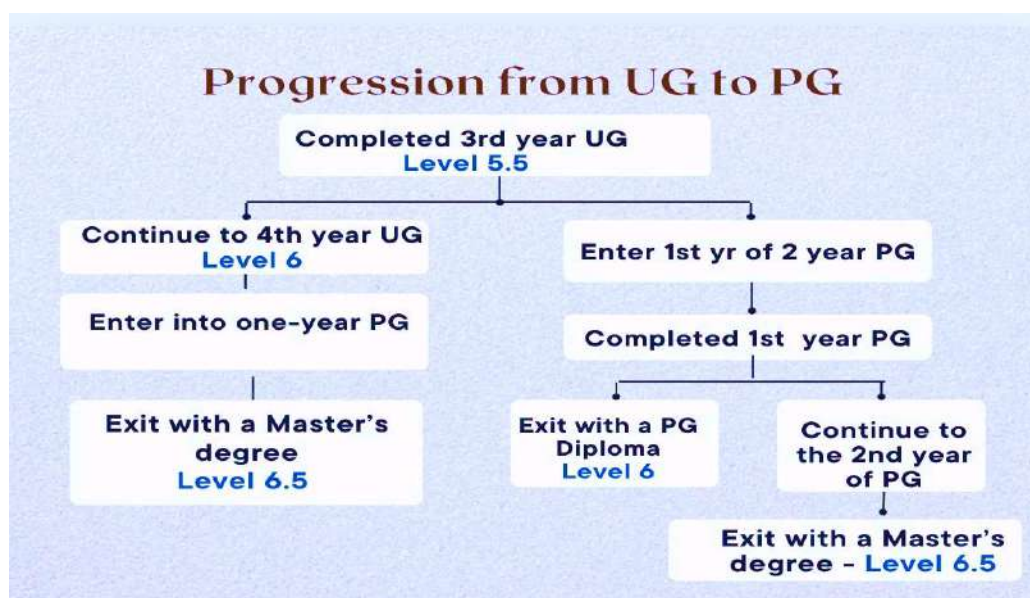 Progression from UG to PG
Completed 3rd year UG
Level 5.5
Continue to 4th year UG
Level 6
Enter into one-year PG
Exit with a Master's
degree
Level 6.5
Enter 1st yr of 2 year PG
Completed 1st year PG
Exit with a PG
Diploma
Level 6
Continue to
the 2nd year
of PG
Exit with a Master's
degree - Level 6.5